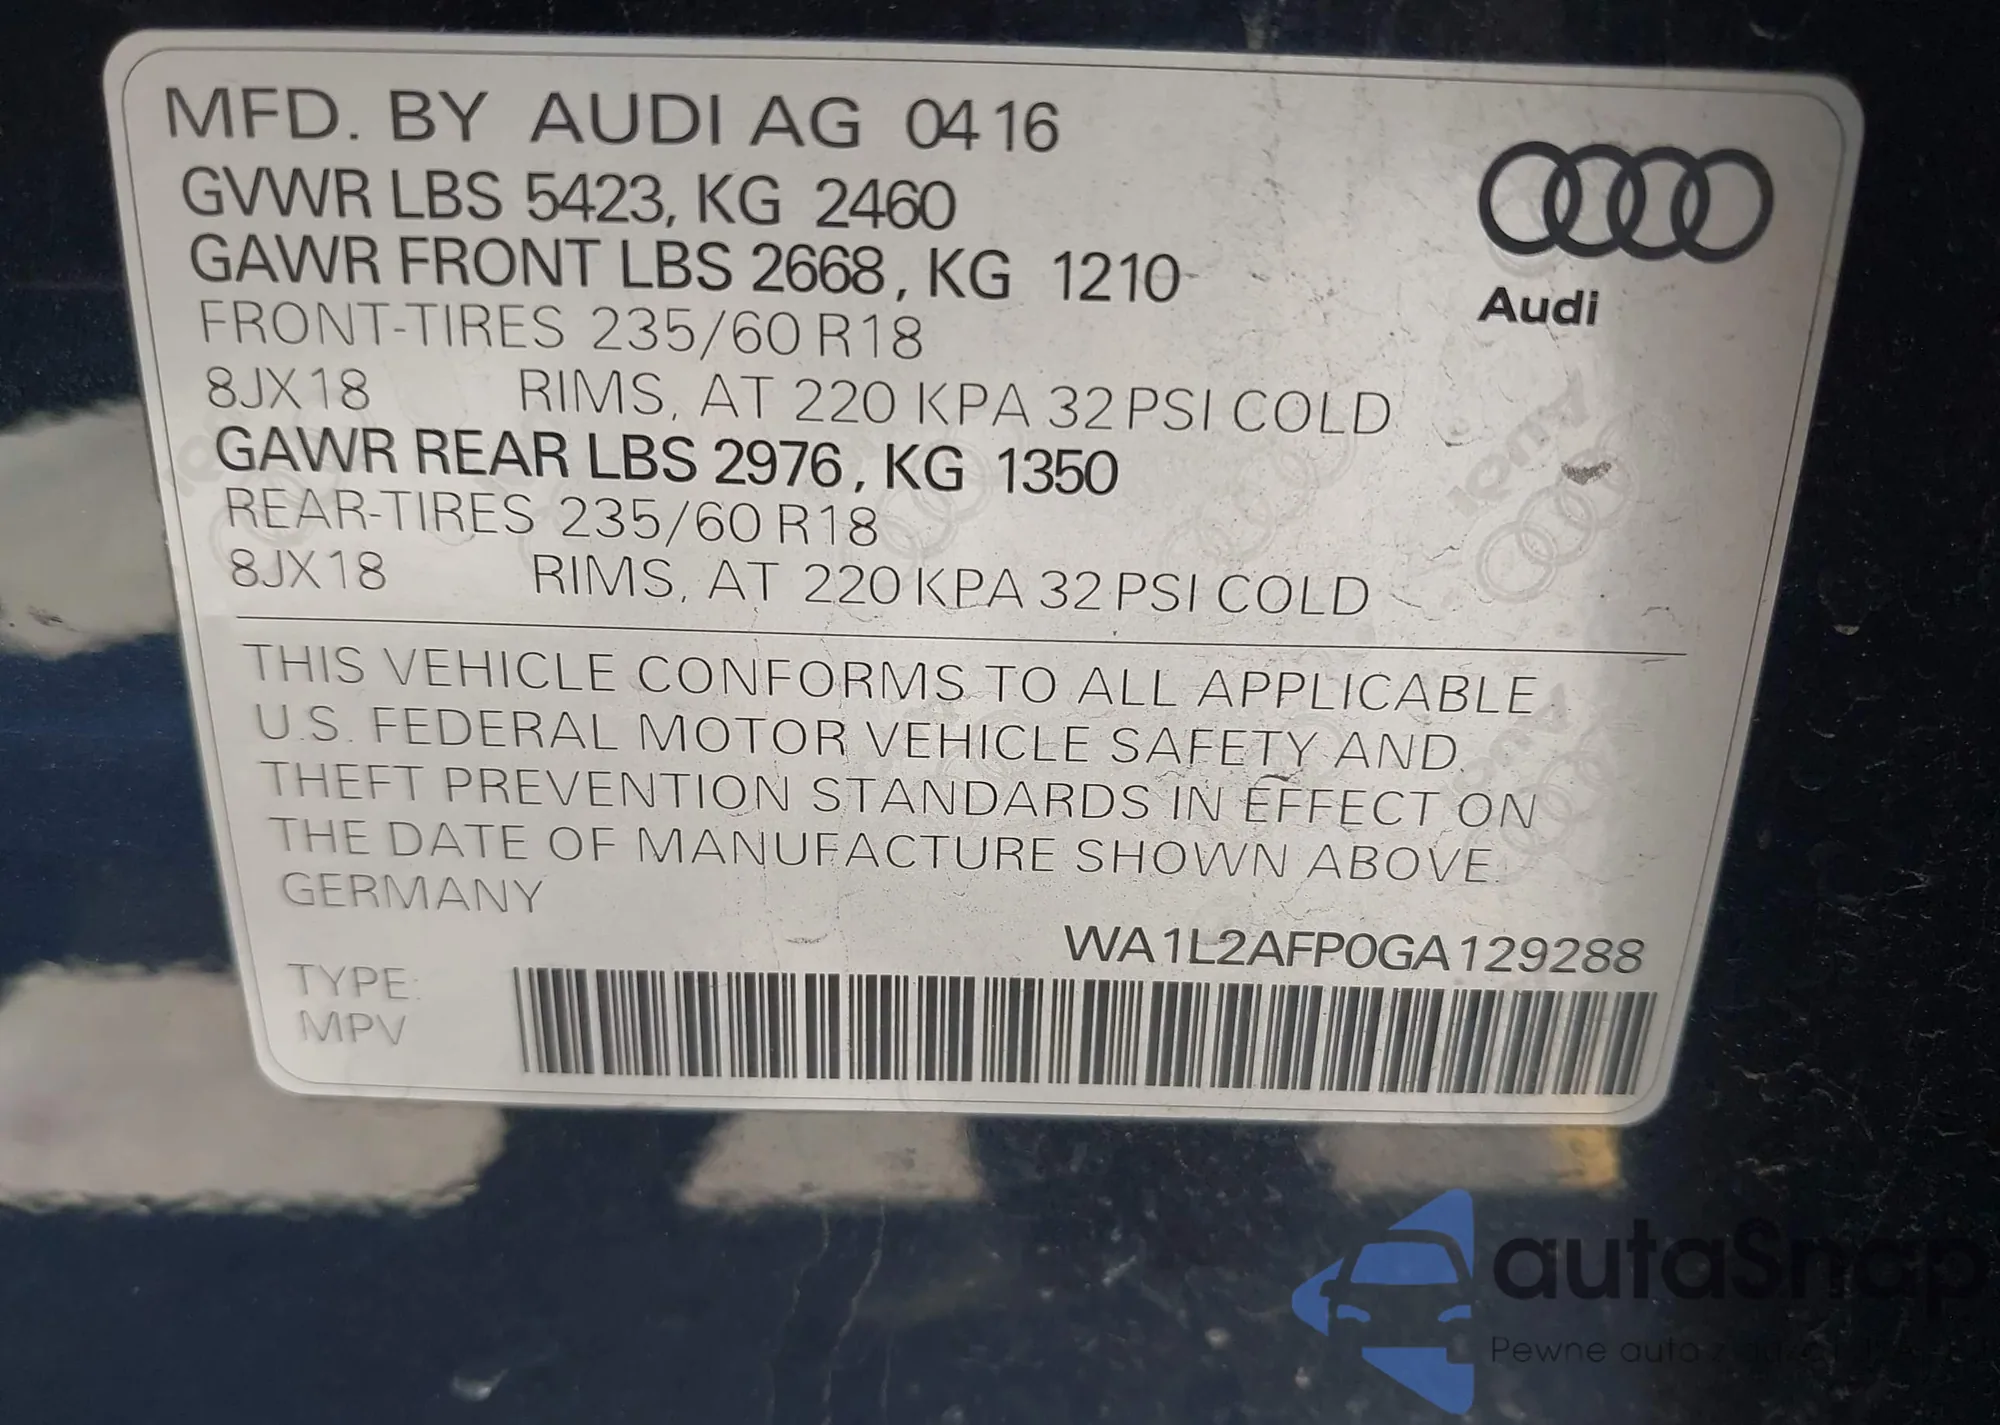 MFD. BY AUDI AG 04 16
GVWR LBS 5423, KG 2460
GAWR FRONT LBS 2668, KG 1210
FRONT-TIRES 235/60 R18
8JX18 RIMS, AT 220 KPA 32 PSI COLD
GAWR REAR LBS 2976, KG 1350
REAR-TIRES 235/60 R18
8JX18 RIMS, AT 220 KPA 32 PSI COLD
Audi
THIS VEHICLE CONFORMS TO ALL APPLICABLE
U.S. FEDERAL MOTOR VEHICLE SAFETY AND
THEFT PREVENTION STANDARDS IN EFFECT ON
THE DATE OF MANUFACTURE SHOWN ABOVE.
GERMANY
WA1L2AFP0GA129288
TYPE:
MPV
autaSnap
Pewne auto z